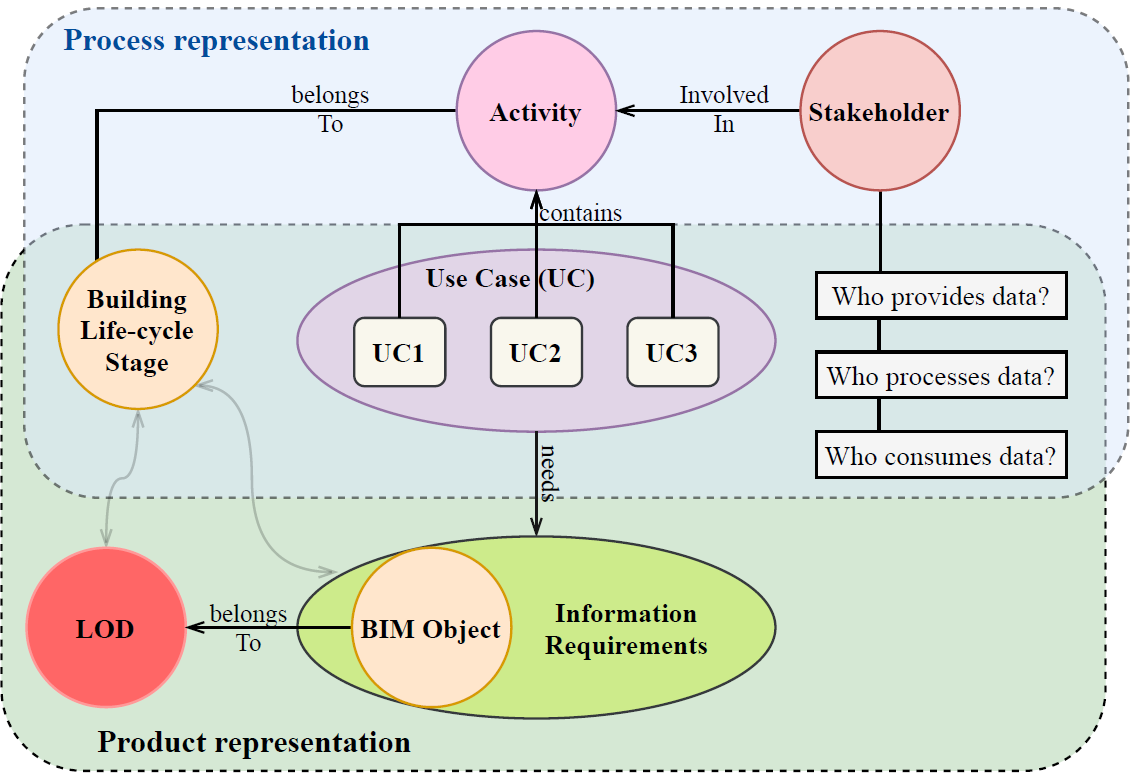 Process representation
belongs
To
Activity
Involved
In
Stakeholder
contains
Building
Life-cycle
Stage
Use Case (UC)
UC1
UC2
UC3
Who provides data?
Who processes data?
Who consumes data?
needs
LOD
belongs
To
BIM Object
Information
Requirements
Product representation